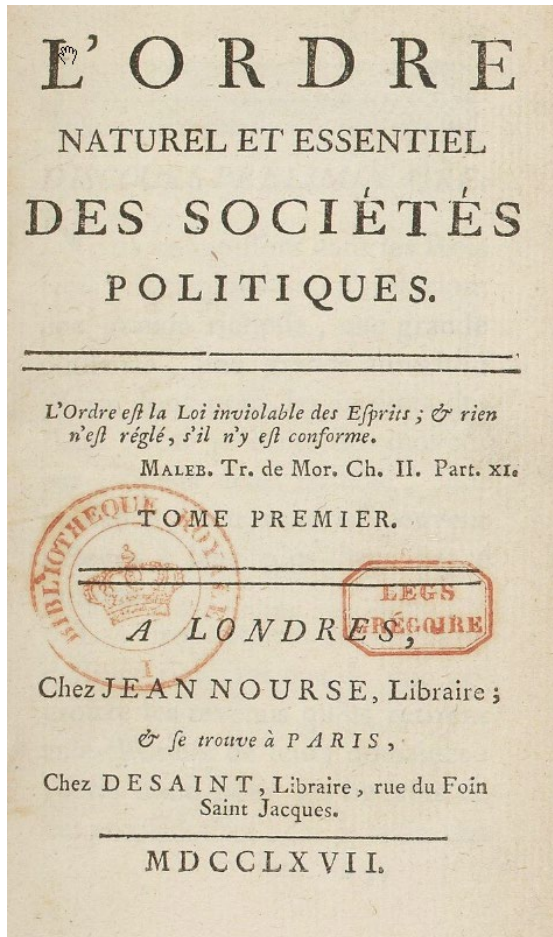 L'ORDRE
NATUREL ET ESSENTIEL
DES SOCIÉTÉS
POLITIQUES.
L'Ordre eſt la Loi inviolable des Eſprits ; & rien
n'eſt réglé, s'il n'y eſt conforme.
MALEB. Tr. de Mor. Ch. II. Part. XI.
TOME PREMIER.
BIBLIOTHEQUE ROYALE
I
LEGS
GRÉGOIRE
A LONDRES,
Chez JEAN NOURSE, Libraire ;
& ſe trouve à PARIS,
Chez DESAINT, Libraire, rue du Foin
Saint Jacques.
MDCCLXVII.